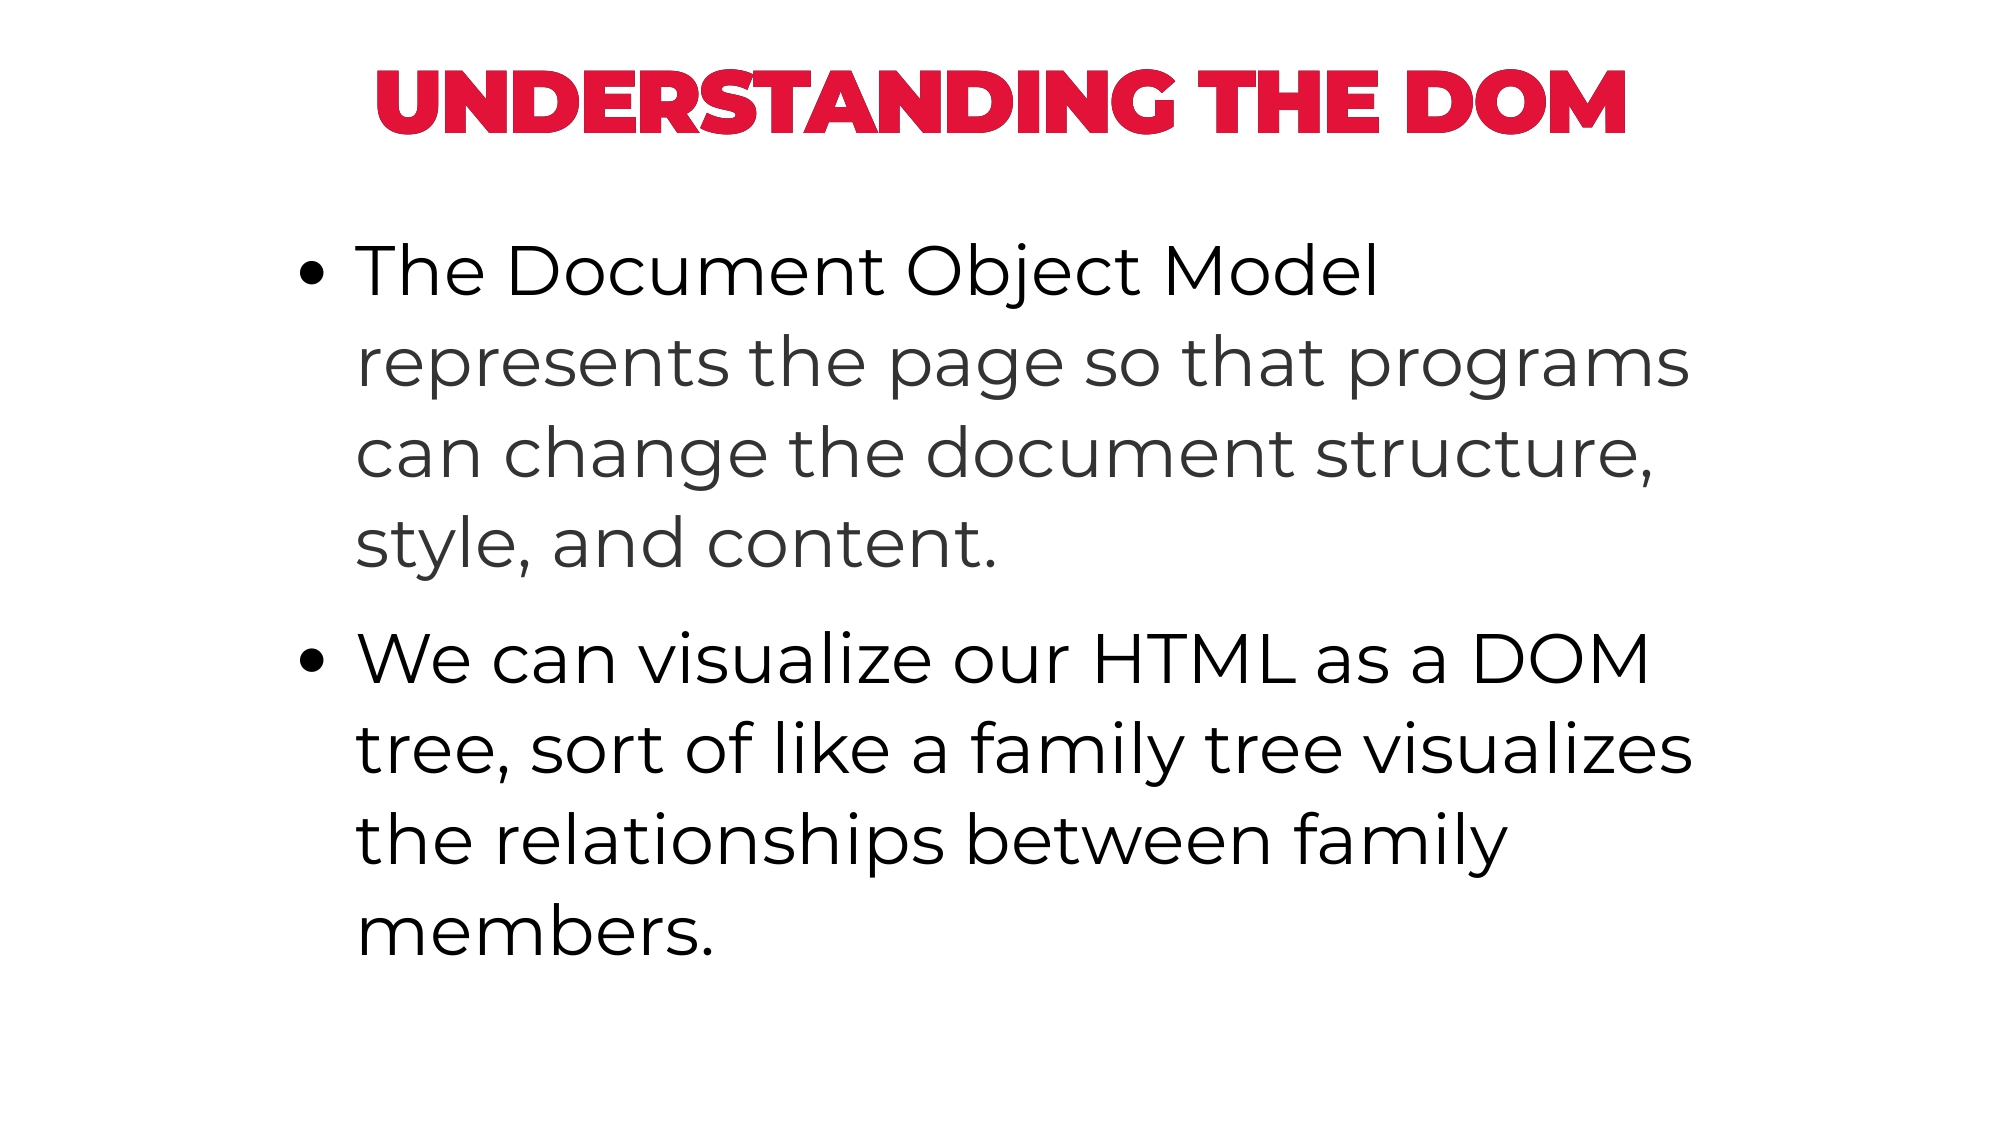 UNDERSTANDING THE DOM
• The Document Object Model
represents the page so that programs
can change the document structure,
style, and content.
• We can visualize our HTML as a DOM
tree, sort of like a family tree visualizes
the relationships between family
members.